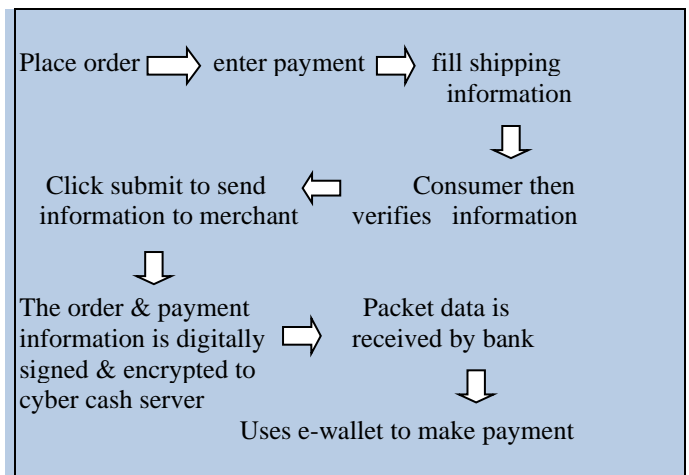 Place order enter payment fill shipping
information
Consumer then
verifies information
Click submit to send
information to merchant
The order & payment
information is digitally
signed & encrypted to
cyber cash server
Packet data is
received by bank
Uses e-wallet to make payment